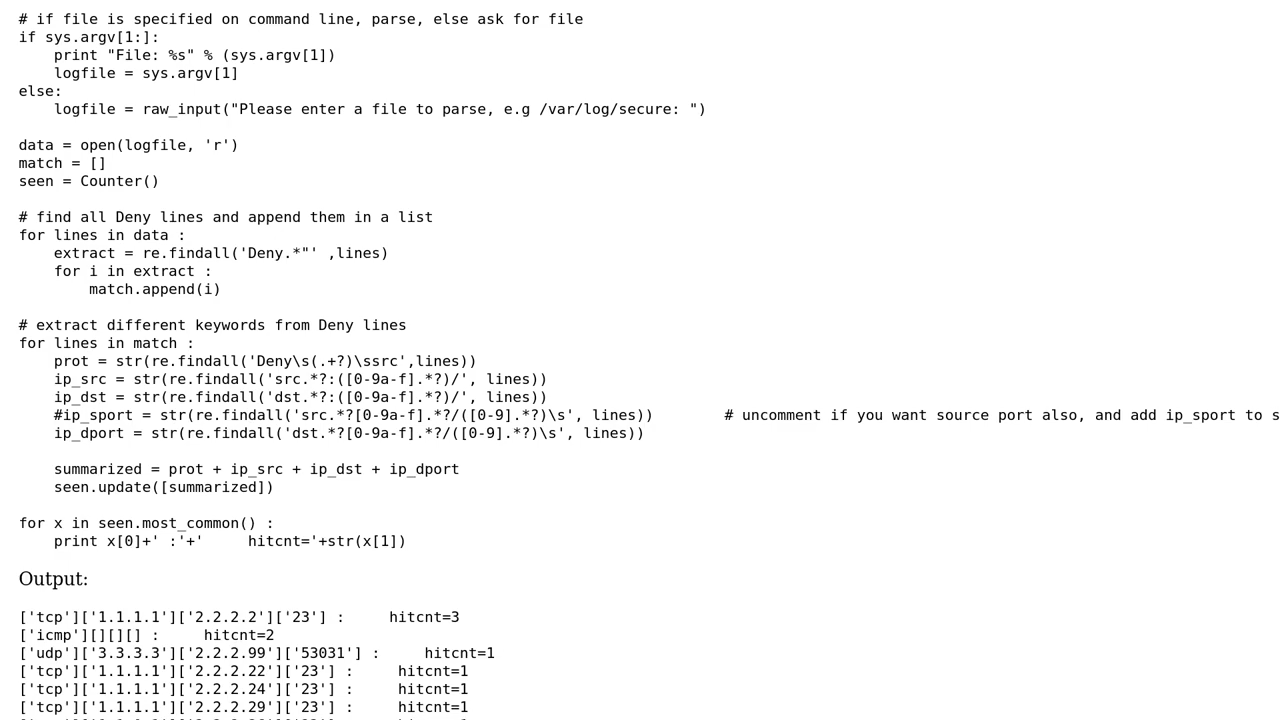 # if file is specified on command line, parse, else ask for file
if sys.argv[1:]:
    print "File: %s" % (sys.argv[1])
    logfile = sys.argv[1]
else:
    logfile = raw_input("Please enter a file to parse, e.g /var/log/secure: ")

data = open(logfile, 'r')
match = []
seen = Counter()

# find all Deny lines and append them in a list
for lines in data :
    extract = re.findall('Deny.*"' ,lines)
    for i in extract :
        match.append(i)

# extract different keywords from Deny lines
for lines in match :
    prot = str(re.findall('Deny\s(.+?)\ssrc',lines))
    ip_src = str(re.findall('src.*?:([0-9a-f].*?)/', lines))
    ip_dst = str(re.findall('dst.*?:([0-9a-f].*?)/', lines))
    #ip_sport = str(re.findall('src.*?[0-9a-f].*?/([0-9].*?)\s', lines))        # uncomment if you want source port also, and add ip_sport to s
    ip_dport = str(re.findall('dst.*?[0-9a-f].*?/([0-9].*?)\s', lines))

    summarized = prot + ip_src + ip_dst + ip_dport
    seen.update([summarized])

for x in seen.most_common() :
    print x[0]+' :'+'     hitcnt='+str(x[1])

Output:

['tcp']['1.1.1.1']['2.2.2.2']['23'] :     hitcnt=3
['icmp'][][][] :     hitcnt=2
['udp']['3.3.3.3']['2.2.2.99']['53031'] :     hitcnt=1
['tcp']['1.1.1.1']['2.2.2.22']['23'] :     hitcnt=1
['tcp']['1.1.1.1']['2.2.2.24']['23'] :     hitcnt=1
['tcp']['1.1.1.1']['2.2.2.29']['23'] :     hitcnt=1